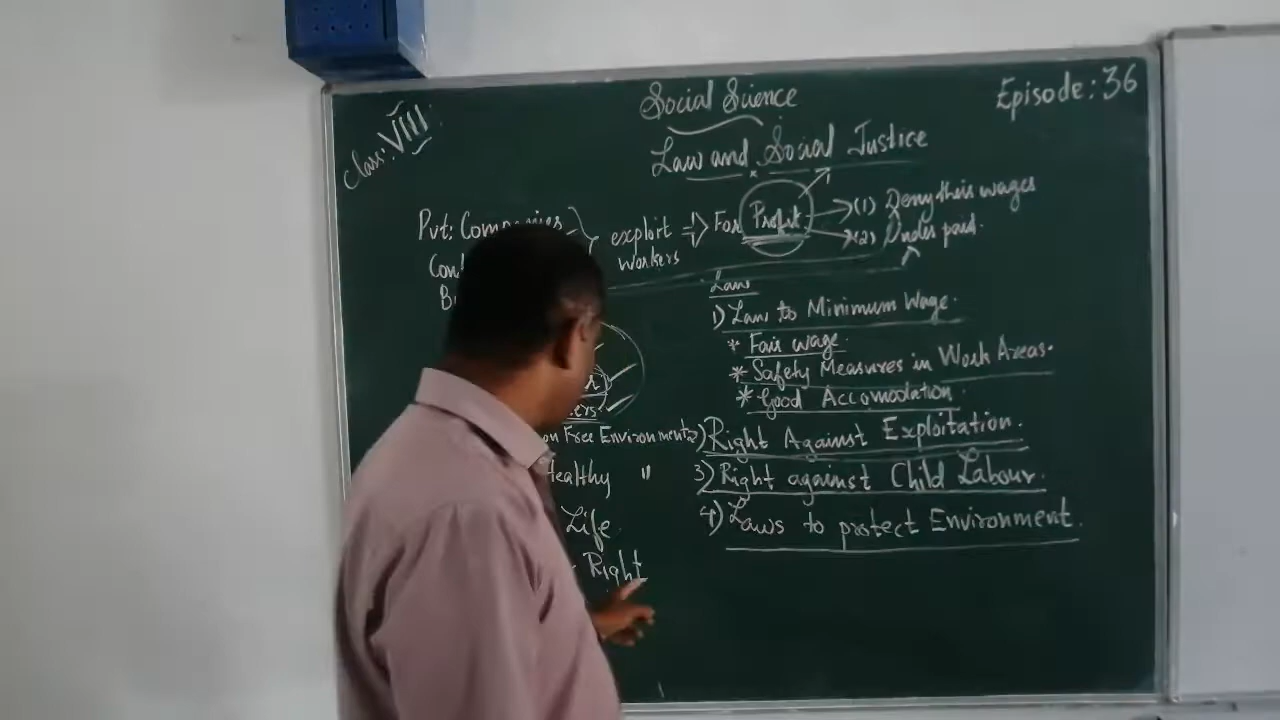 Social Science
Episode: 36
Class: VIII
Law and Social Justice
Pvt: Companies
exploit workers ⇒ For Profit
→(1) Deny their wages
→(2) Under paid.
Law
1) Law to Minimum Wage.
* Fair wage.
* Safety Measures in Work Areas.
* Good Accomodation.
2) Right Against Exploitation.
3) Right against Child Labour.
4) Laws to protect Environment.
Free Environment
Healthy "
Life.
Right